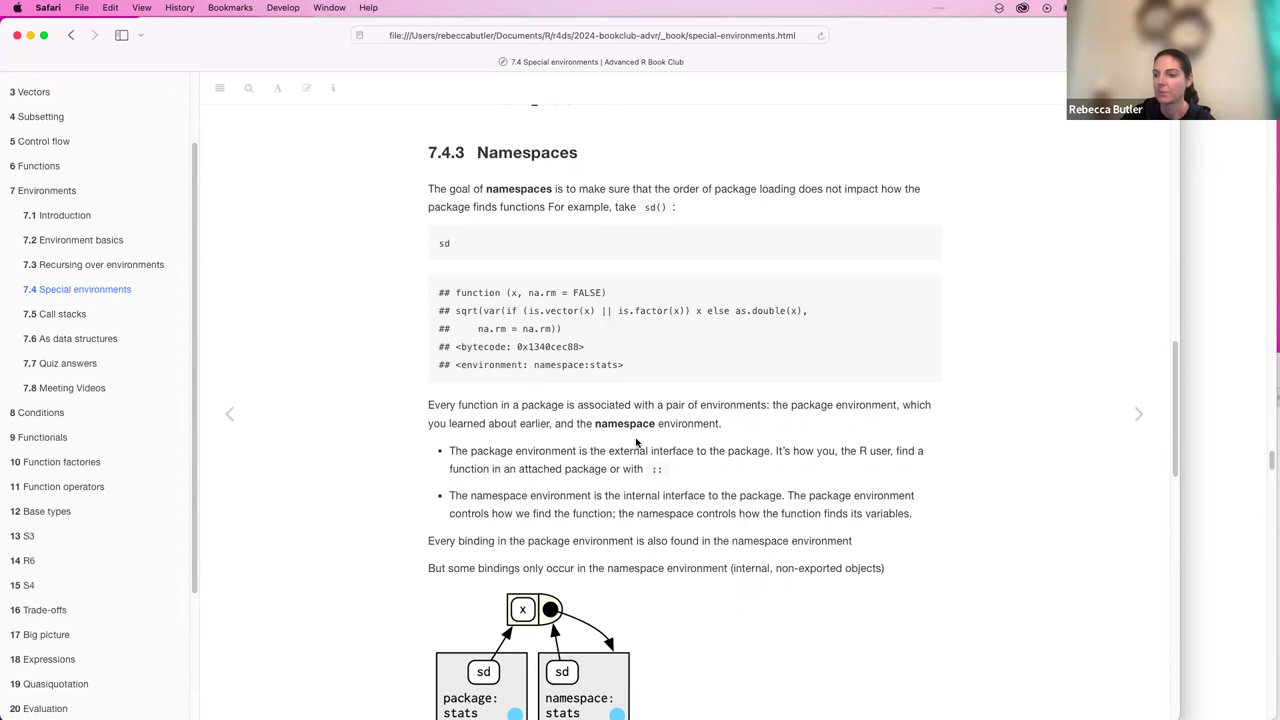 Safari File Edit View History Bookmarks Develop Window Help
file:///Users/rebeccabutler/Documents/R/r4ds/2024-bookclub-advr/_book/special-environments.html
7.4 Special environments | Advanced R Book Club
Rebecca Butler
3 Vectors
4 Subsetting
5 Control flow
6 Functions
7 Environments
7.1 Introduction
7.2 Environment basics
7.3 Recursing over environments
7.4 Special environments
7.5 Call stacks
7.6 As data structures
7.7 Quiz answers
7.8 Meeting Videos
8 Conditions
9 Functionals
10 Function factories
11 Function operators
12 Base types
13 S3
14 R6
15 S4
16 Trade-offs
17 Big picture
18 Expressions
19 Quasiquotation
20 Evaluation
7.4.3 Namespaces
The goal of namespaces is to make sure that the order of package loading does not impact how the
package finds functions For example, take sd() :
sd
## function (x, na.rm = FALSE)
## sqrt(var(if (is.vector(x) || is.factor(x)) x else as.double(x),
## na.rm = na.rm))
## <bytecode: 0x1340cec88>
## <environment: namespace:stats>
Every function in a package is associated with a pair of environments: the package environment, which
you learned about earlier, and the namespace environment.
• The package environment is the external interface to the package. It's how you, the R user, find a
function in an attached package or with ::
• The namespace environment is the internal interface to the package. The package environment
controls how we find the function; the namespace controls how the function finds its variables.
Every binding in the package environment is also found in the namespace environment
But some bindings only occur in the namespace environment (internal, non-exported objects)
x
sd sd
package: namespace:
stats stats